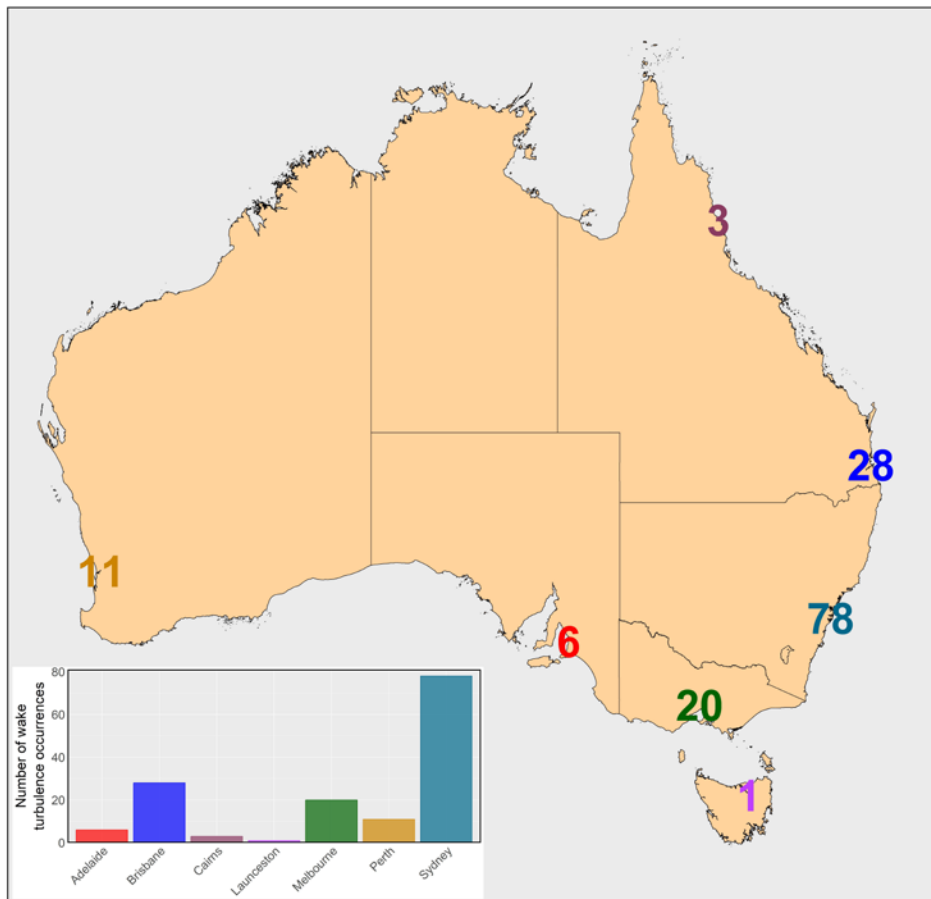 3
28
11
78
6
20
1
Number of wake
turbulence occurrences
80
60
40
20
0
Adelaide
Brisbane
Cairns
Launceston
Melbourne
Perth
Sydney